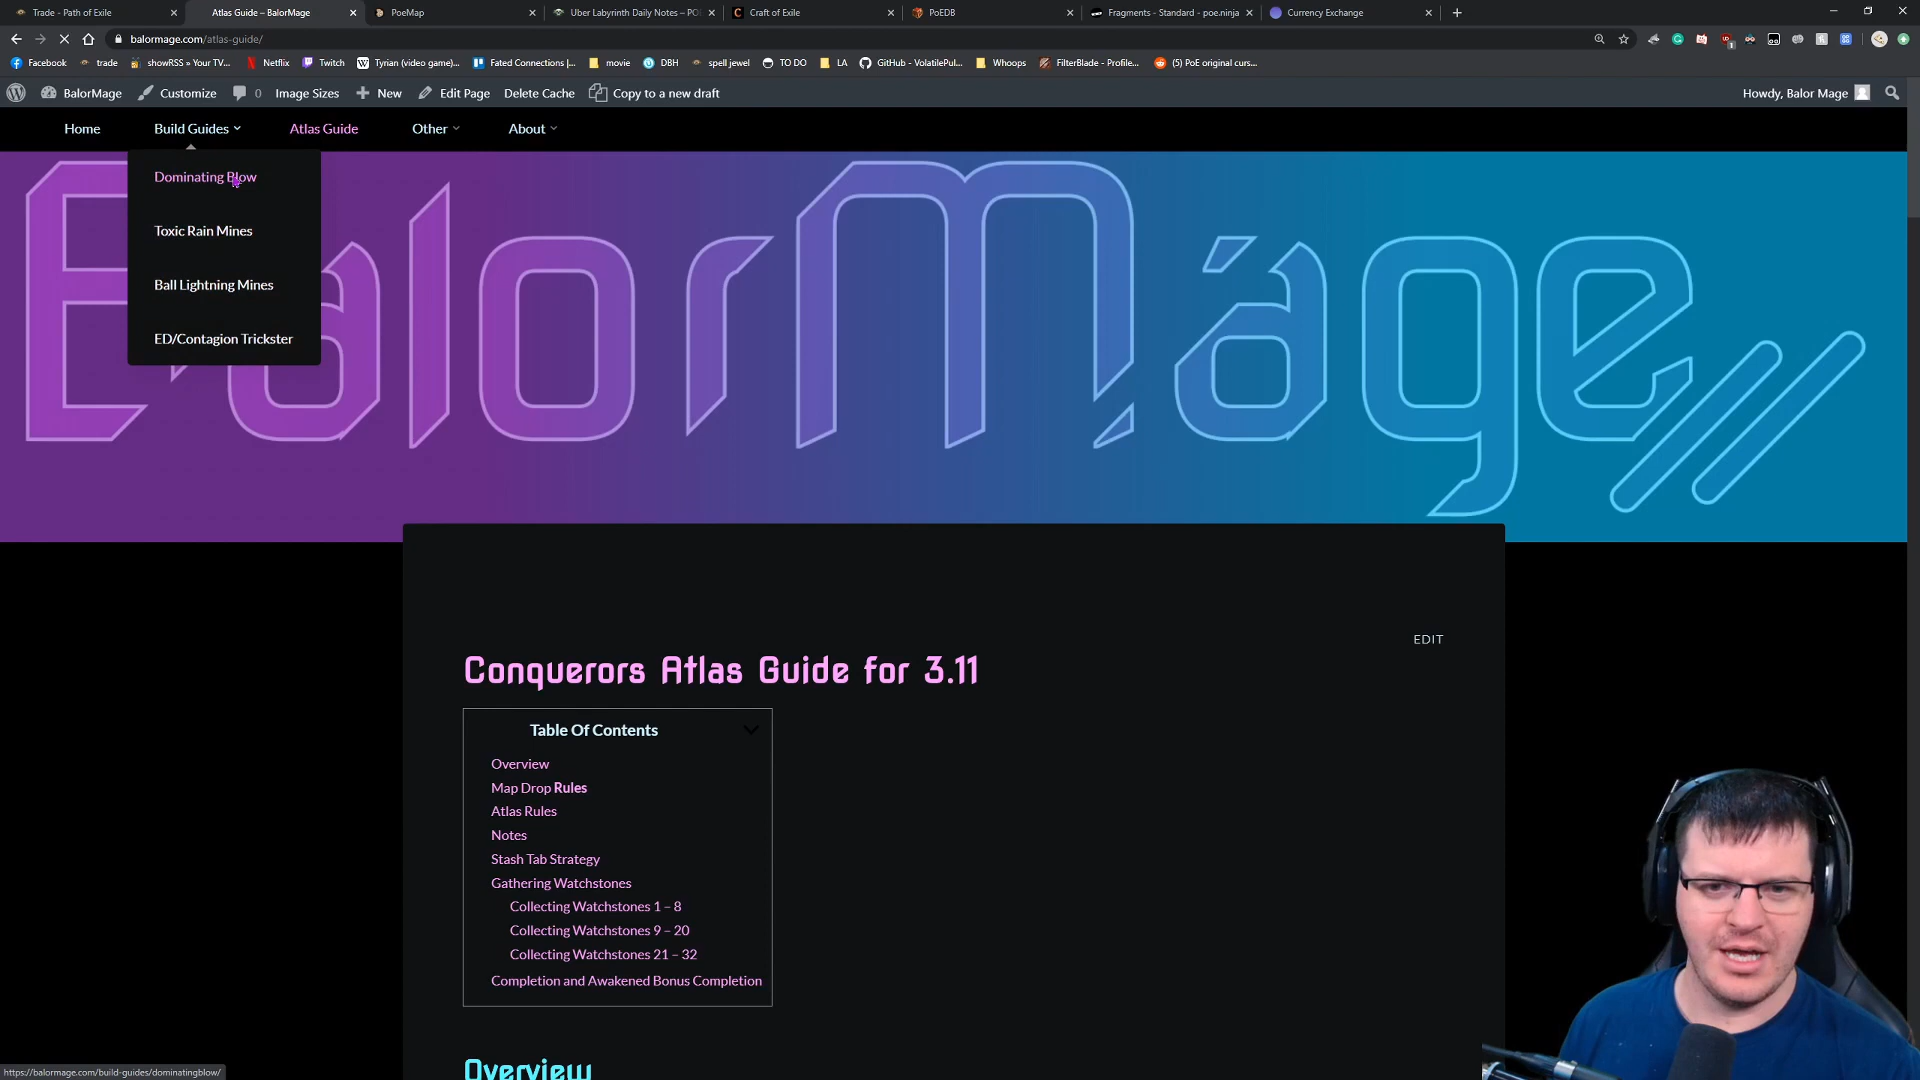 Trade - Path of Exile
Atlas Guide – BalorMage
PoeMap
Uber Labyrinth Daily Notes – PO
Craft of Exile
PoEDB
Fragments - Standard - poe.ninja
Currency Exchange
balormage.com/atlas-guide/
Facebook
trade
showRSS » Your TV...
Netflix
Twitch
Tyrian (video game)...
Fated Connections |...
movie
DBH
spell jewel
TO DO
LA
GitHub - VolatilePul...
Whoops
FilterBlade - Profile...
(5) PoE original curs...
BalorMage
Customize
0
Image Sizes
New
Edit Page
Delete Cache
Copy to a new draft
Howdy, Balor Mage
Home
Build Guides
Atlas Guide
Other
About
Dominating Blow
Toxic Rain Mines
Ball Lightning Mines
ED/Contagion Trickster
BalorMage
EDIT
Conquerors Atlas Guide for 3.11
Table Of Contents
Overview
Map Drop Rules
Atlas Rules
Notes
Stash Tab Strategy
Gathering Watchstones
Collecting Watchstones 1 – 8
Collecting Watchstones 9 – 20
Collecting Watchstones 21 – 32
Completion and Awakened Bonus Completion
Overview
https://balormage.com/build-guides/dominatingblow/